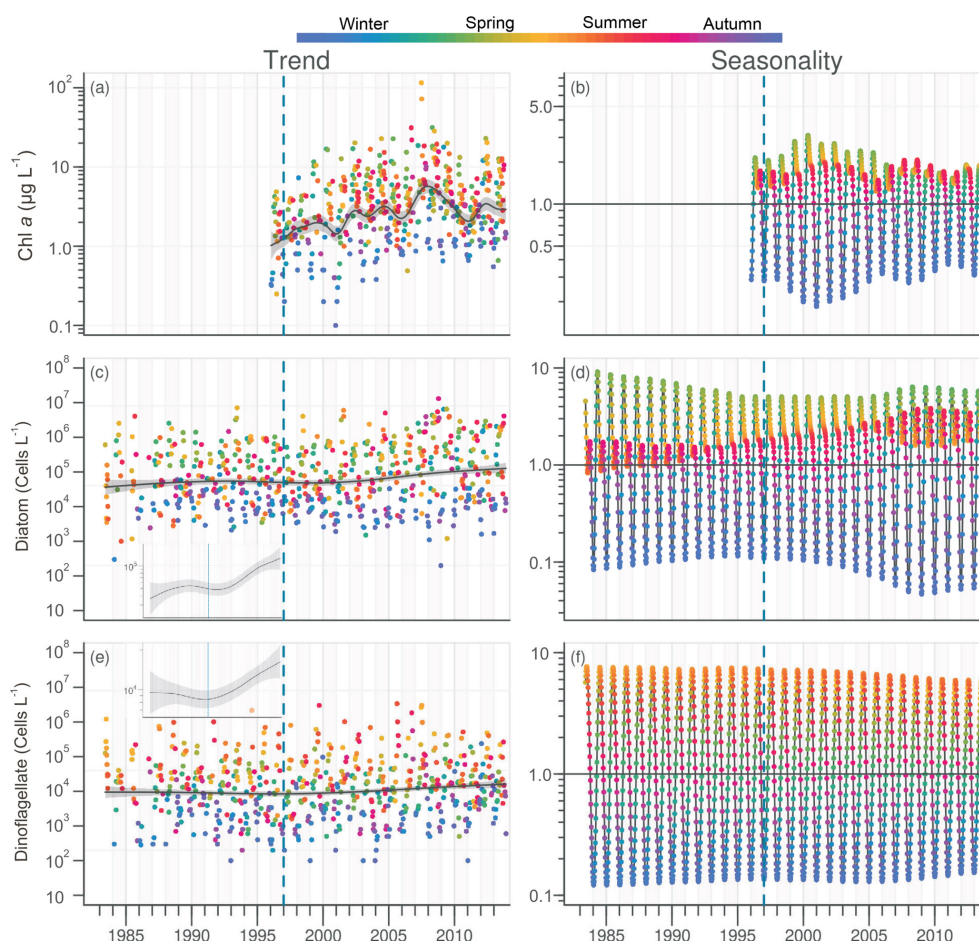 Winter Spring Summer Autumn
Trend Seasonality
(a) (b)
Chl a (µg L⁻¹)
10² 10 1.0 0.1
5.0 1.0 0.5
(c) (d)
Diatom (Cells L⁻¹)
10⁸ 10⁷ 10⁶ 10⁵ 10⁴ 10³ 10² 10
10⁵
10 1.0 0.1
(e) (f)
Dinoflagellate (Cells L⁻¹)
10⁸ 10⁷ 10⁶ 10⁵ 10⁴ 10³ 10² 10
10⁴
10 1.0 0.1
1985 1990 1995 2000 2005 2010 1985 1990 1995 2000 2005 2010